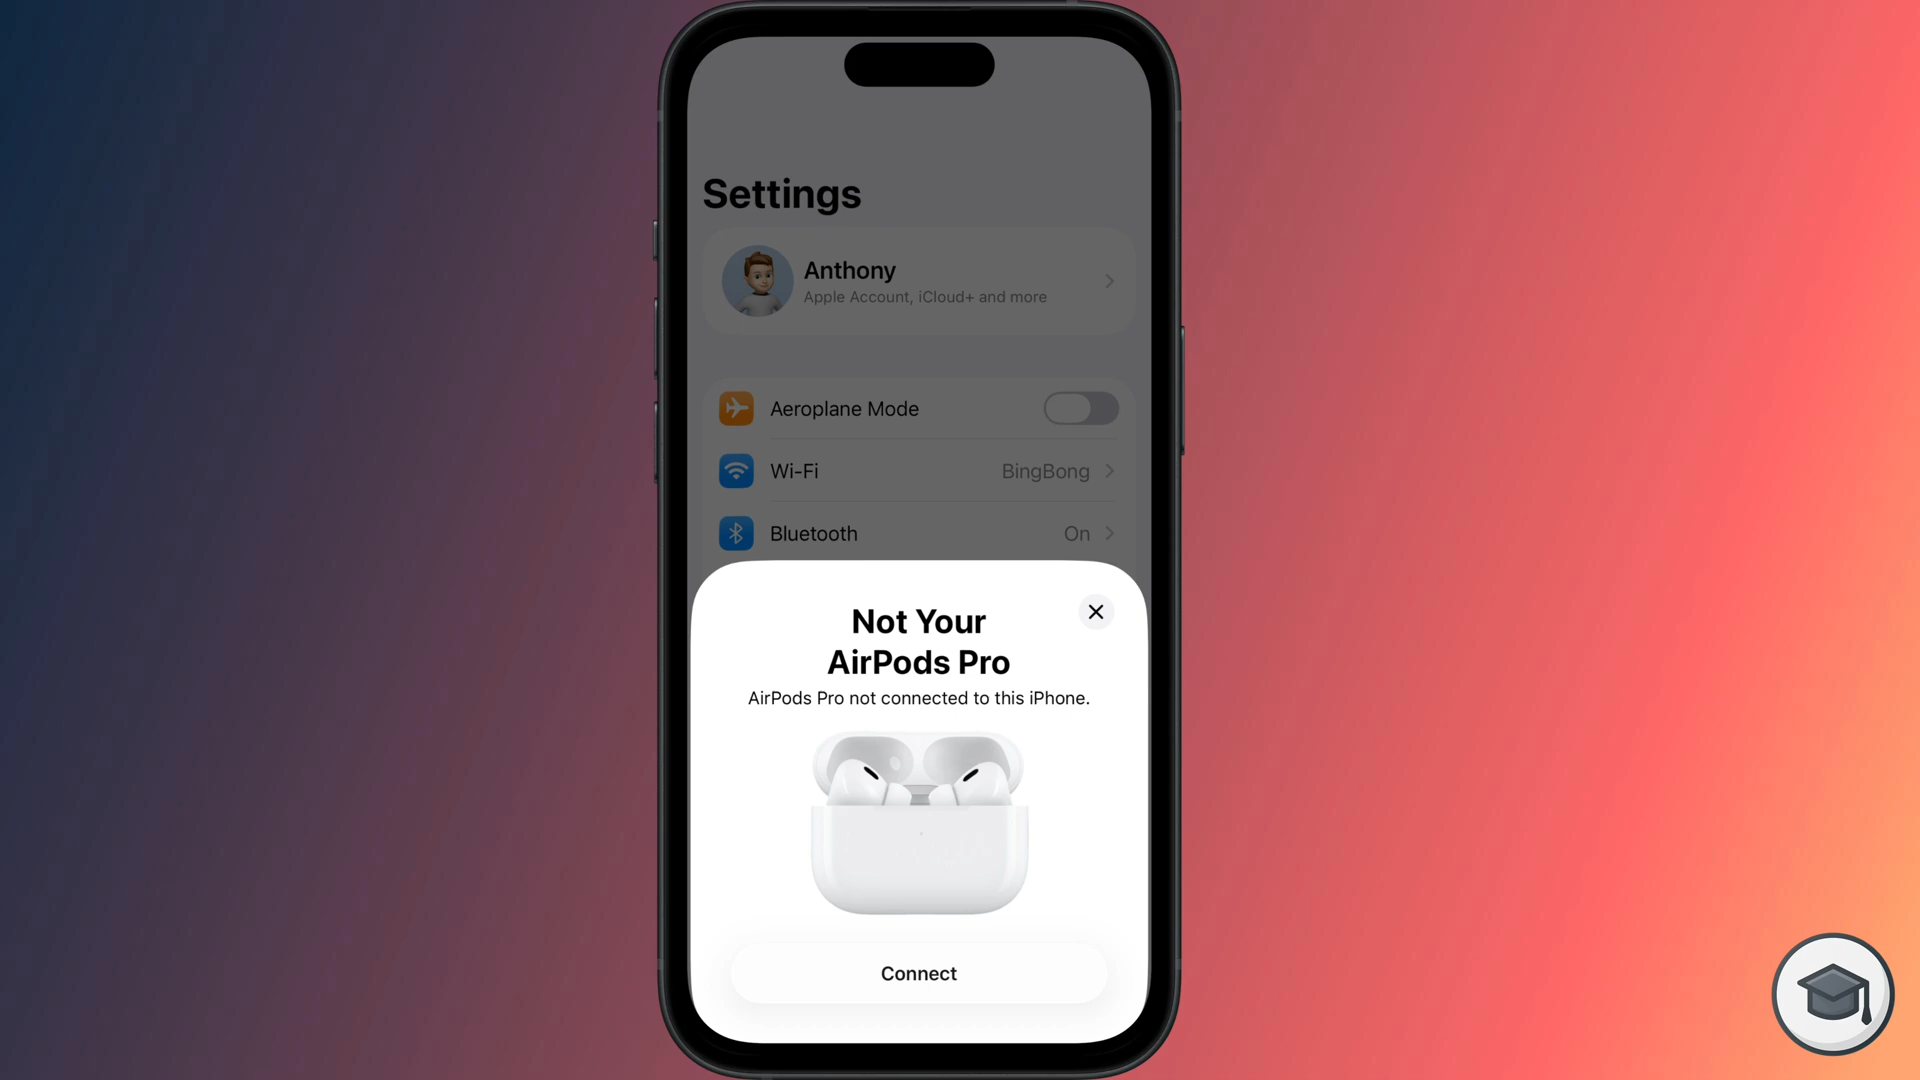 Settings
Anthony
Apple Account, iCloud+ and more
Aeroplane Mode
Wi-Fi BingBong
Bluetooth On
Not Your
AirPods Pro
AirPods Pro not connected to this iPhone.
Connect